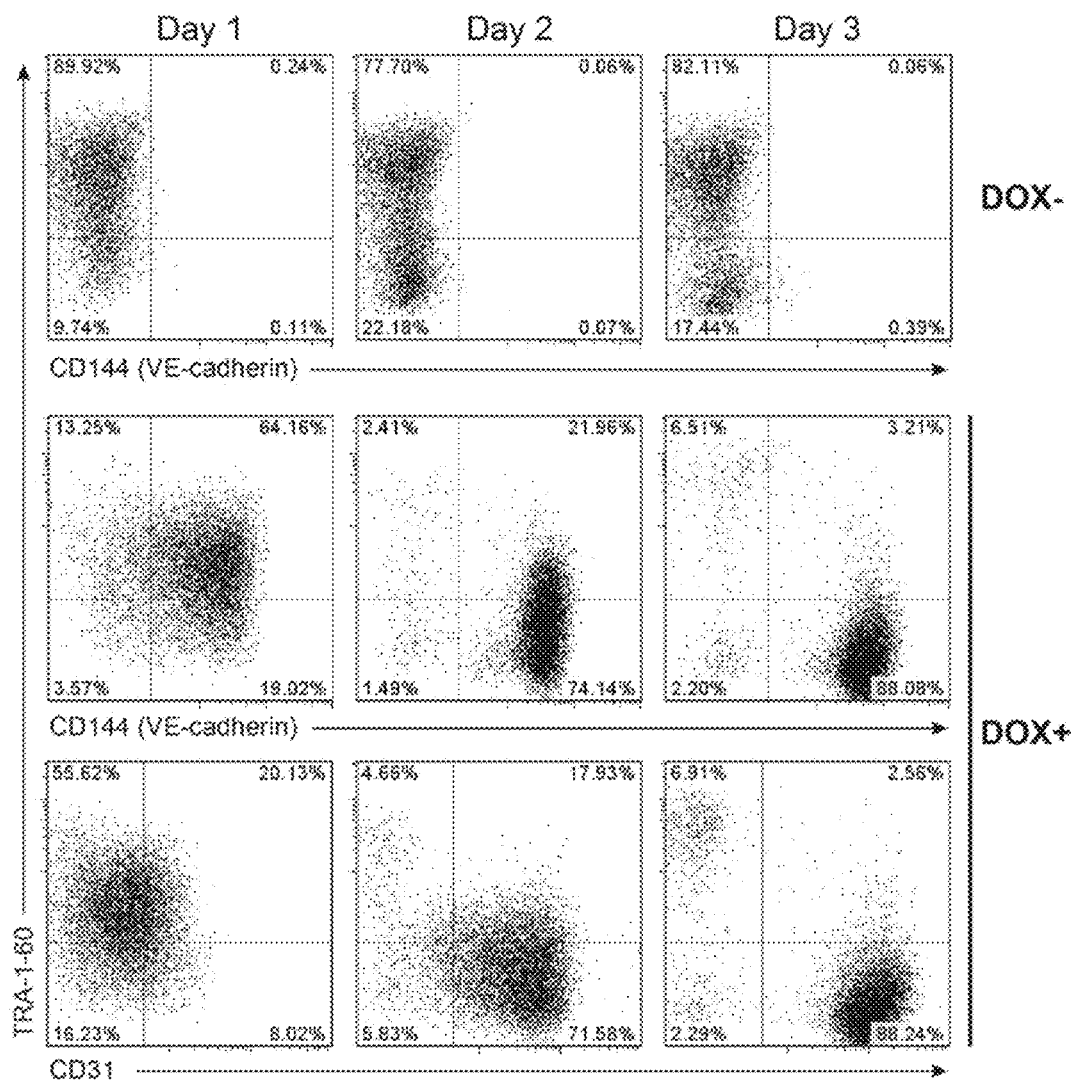 Day 1 Day 2 Day 3
89.92% 0.24% 77.70% 0.06% 82.11% 0.06%
DOX-
9.74% 0.11% 22.18% 0.07% 17.44% 0.39%
CD144 (VE-cadherin)
13.25% 64.16% 2.41% 21.96% 6.51% 3.21%
3.57% 19.02% 1.49% 74.14% 2.20% 88.08%
CD144 (VE-cadherin)
DOX+
55.62% 20.13% 4.66% 17.93% 6.91% 2.56%
16.23% 8.02% 5.83% 71.58% 2.29% 88.24%
CD31
TRA-1-60